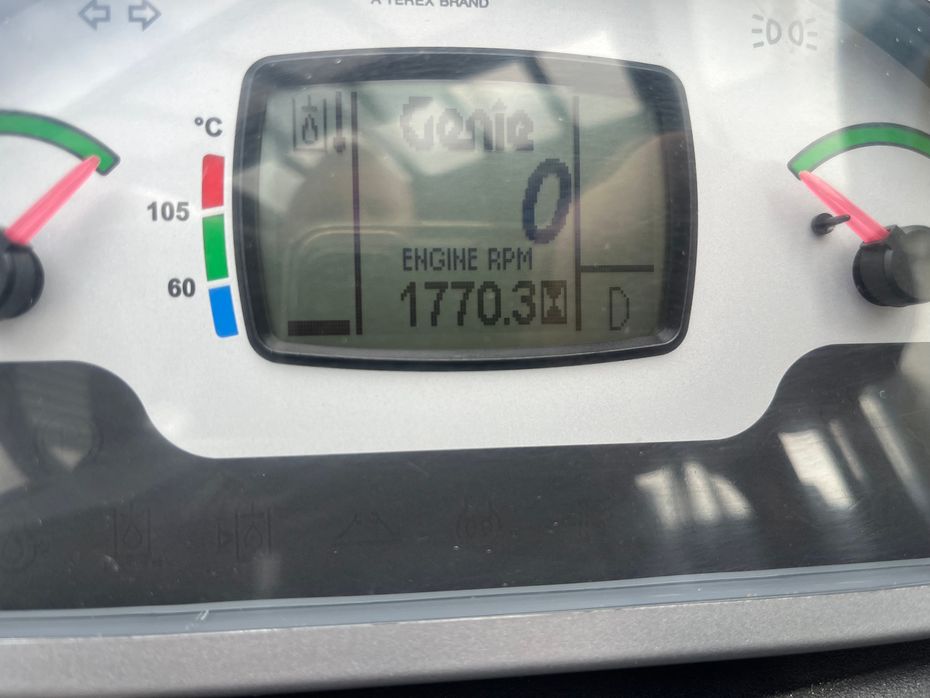 A TEREX BRAND
°C
105
60
Genie
0
ENGINE RPM
1770.3
D